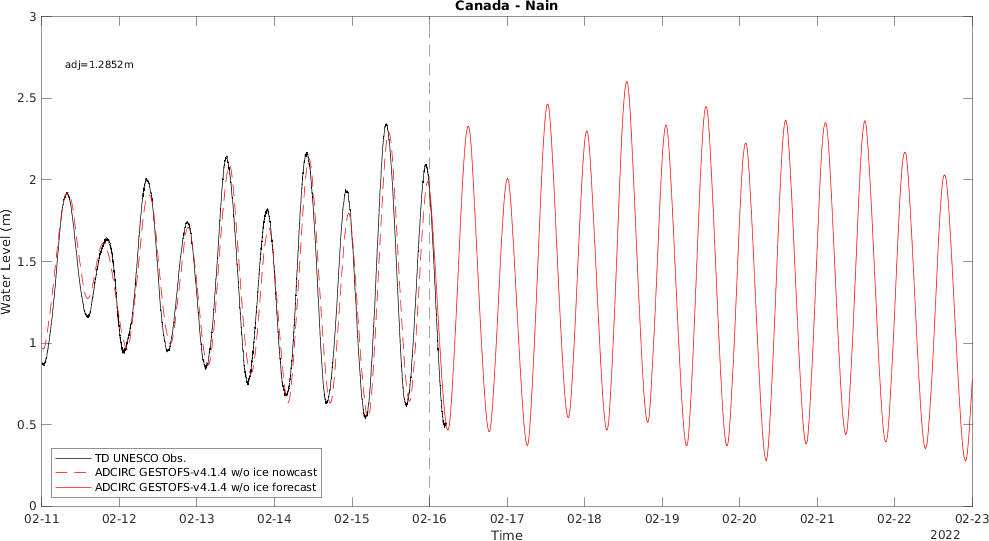 Canada - Nain
adj=1.2852m
Water Level (m)
3
2.5
2
1.5
1
0.5
0
TD UNESCO Obs.
ADCIRC GESTOFS-v4.1.4 w/o ice nowcast
ADCIRC GESTOFS-v4.1.4 w/o ice forecast
02-11 02-12 02-13 02-14 02-15 02-16 02-17 02-18 02-19 02-20 02-21 02-22 02-23
Time
2022